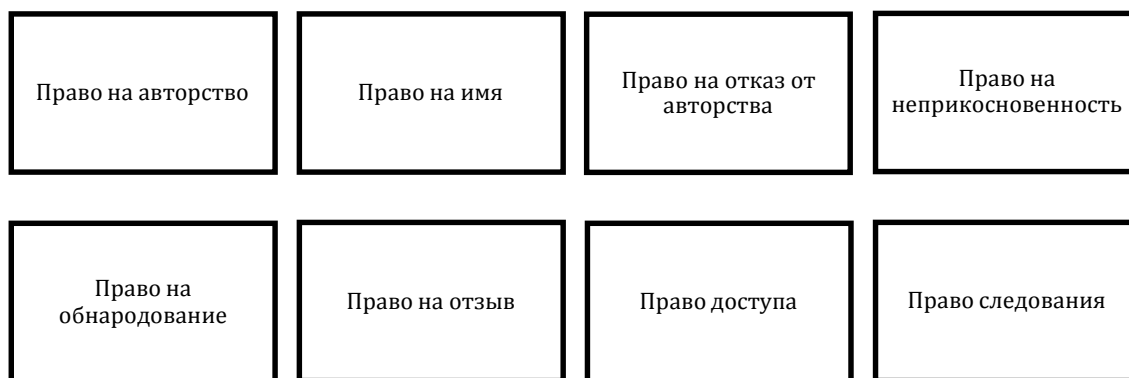 Право на авторство
Право на имя
Право на отказ от
авторства
Право на
неприкосновенность
Право на
обнародование
Право на отзыв
Право доступа
Право следования